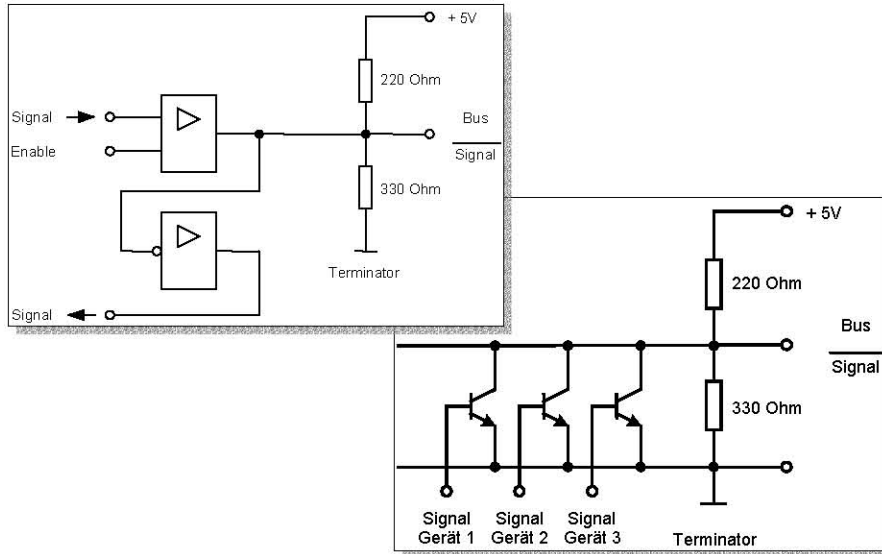 + 5V
220 Ohm
Signal
Bus
Enable
Signal
330 Ohm
Terminator
Signal
+ 5V
220 Ohm
Bus
Signal
330 Ohm
Signal
Gerät 1
Signal
Gerät 2
Signal
Gerät 3
Terminator